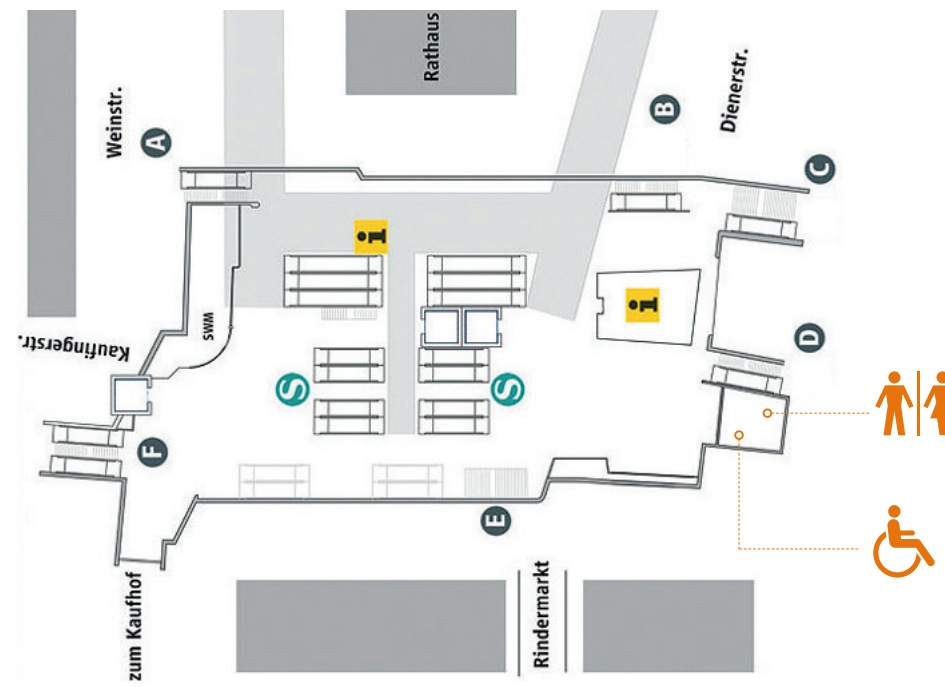 Rathaus
Weinstr.
Dienerstr.
A
B
C
i
i
SWM
Kaufingerstr.
D
S
S
F
E
zum Kaufhof
Rindermarkt